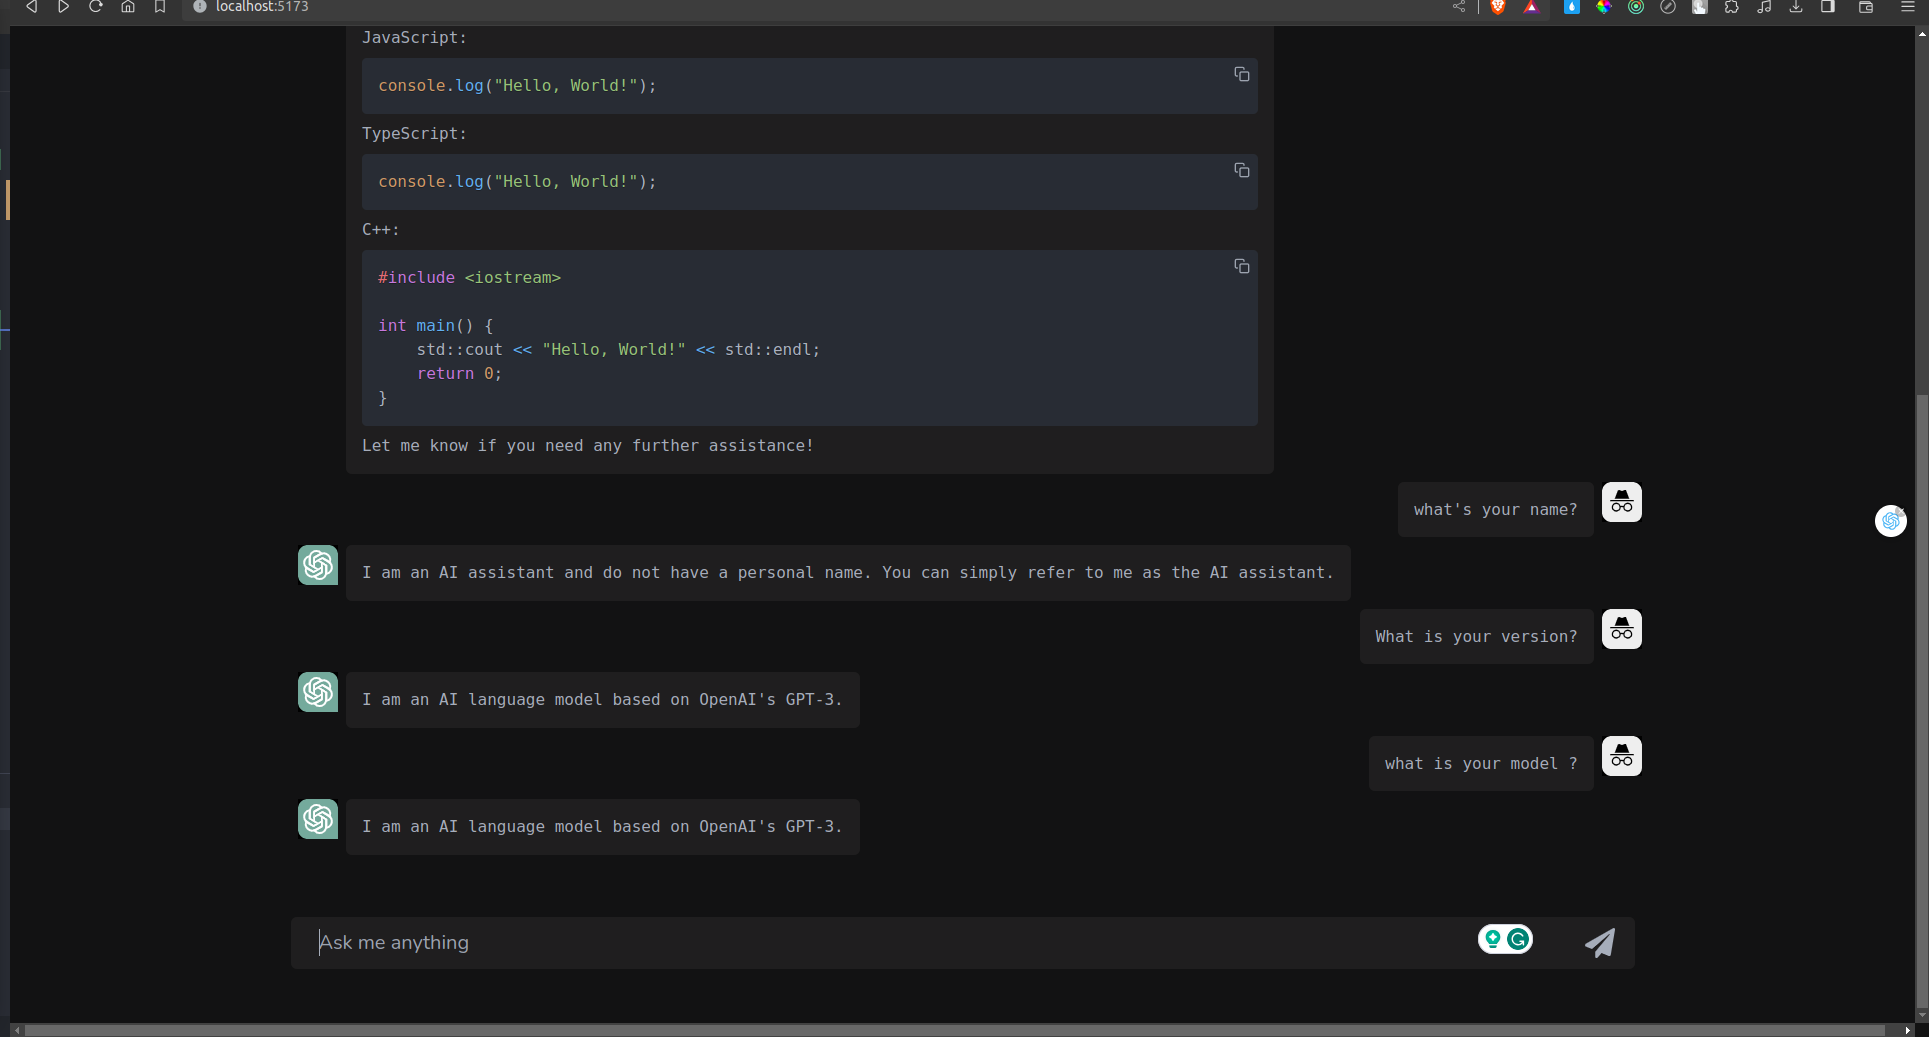 localhost:5173
JavaScript:
console.log("Hello, World!");
TypeScript:
console.log("Hello, World!");
C++:
#include <iostream>
int main() {
    std::cout << "Hello, World!" << std::endl;
    return 0;
}
Let me know if you need any further assistance!
what's your name?
I am an AI assistant and do not have a personal name. You can simply refer to me as the AI assistant.
What is your version?
I am an AI language model based on OpenAI's GPT-3.
what is your model ?
I am an AI language model based on OpenAI's GPT-3.
Ask me anything